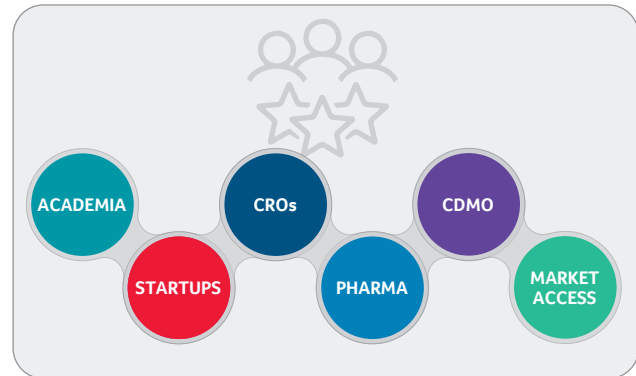 ACADEMIA
STARTUPS
CROs
PHARMA
CDMO
MARKET
ACCESS